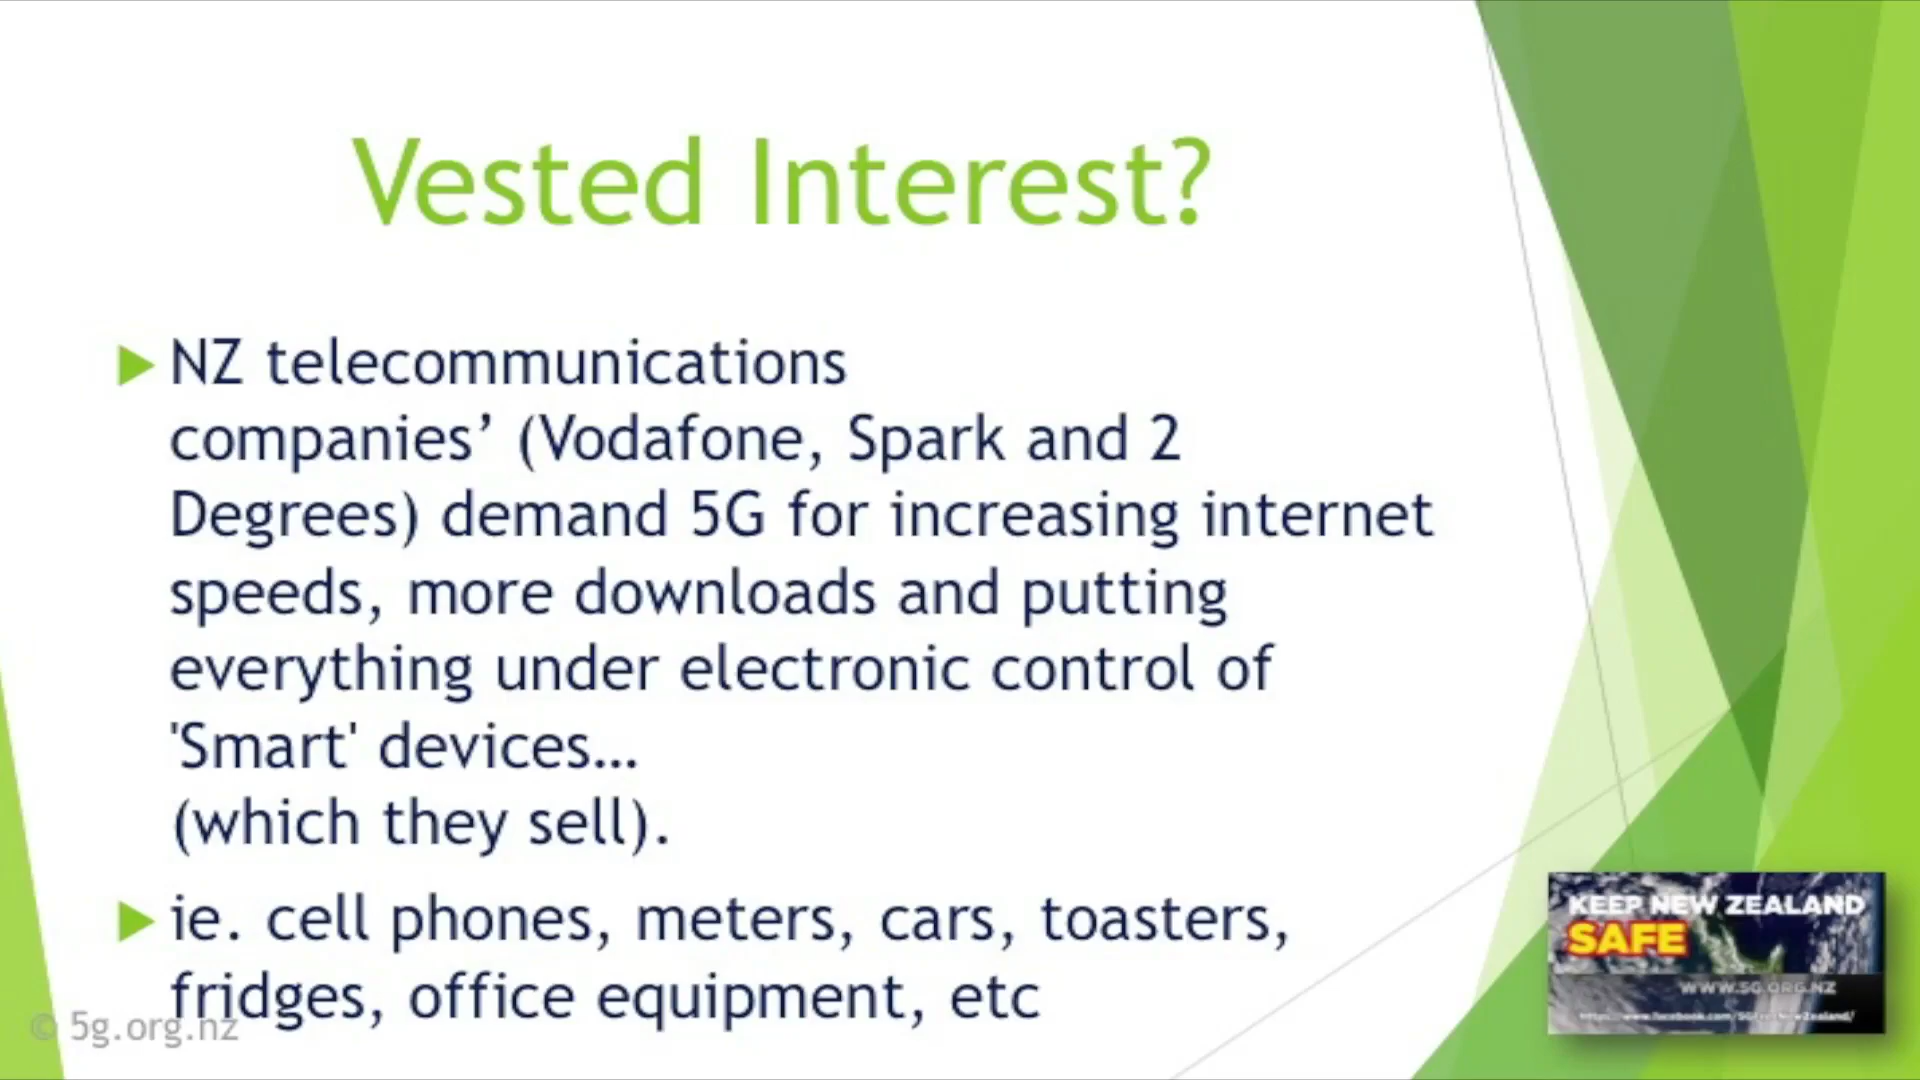 Vested Interest?
NZ telecommunications
companies’ (Vodafone, Spark and 2
Degrees) demand 5G for increasing internet
speeds, more downloads and putting
everything under electronic control of
'Smart' devices…
(which they sell).
ie. cell phones, meters, cars, toasters,
fridges, office equipment, etc
© 5g.org.nz
KEEP NEW ZEALAND
SAFE
WWW.5G.ORG.NZ